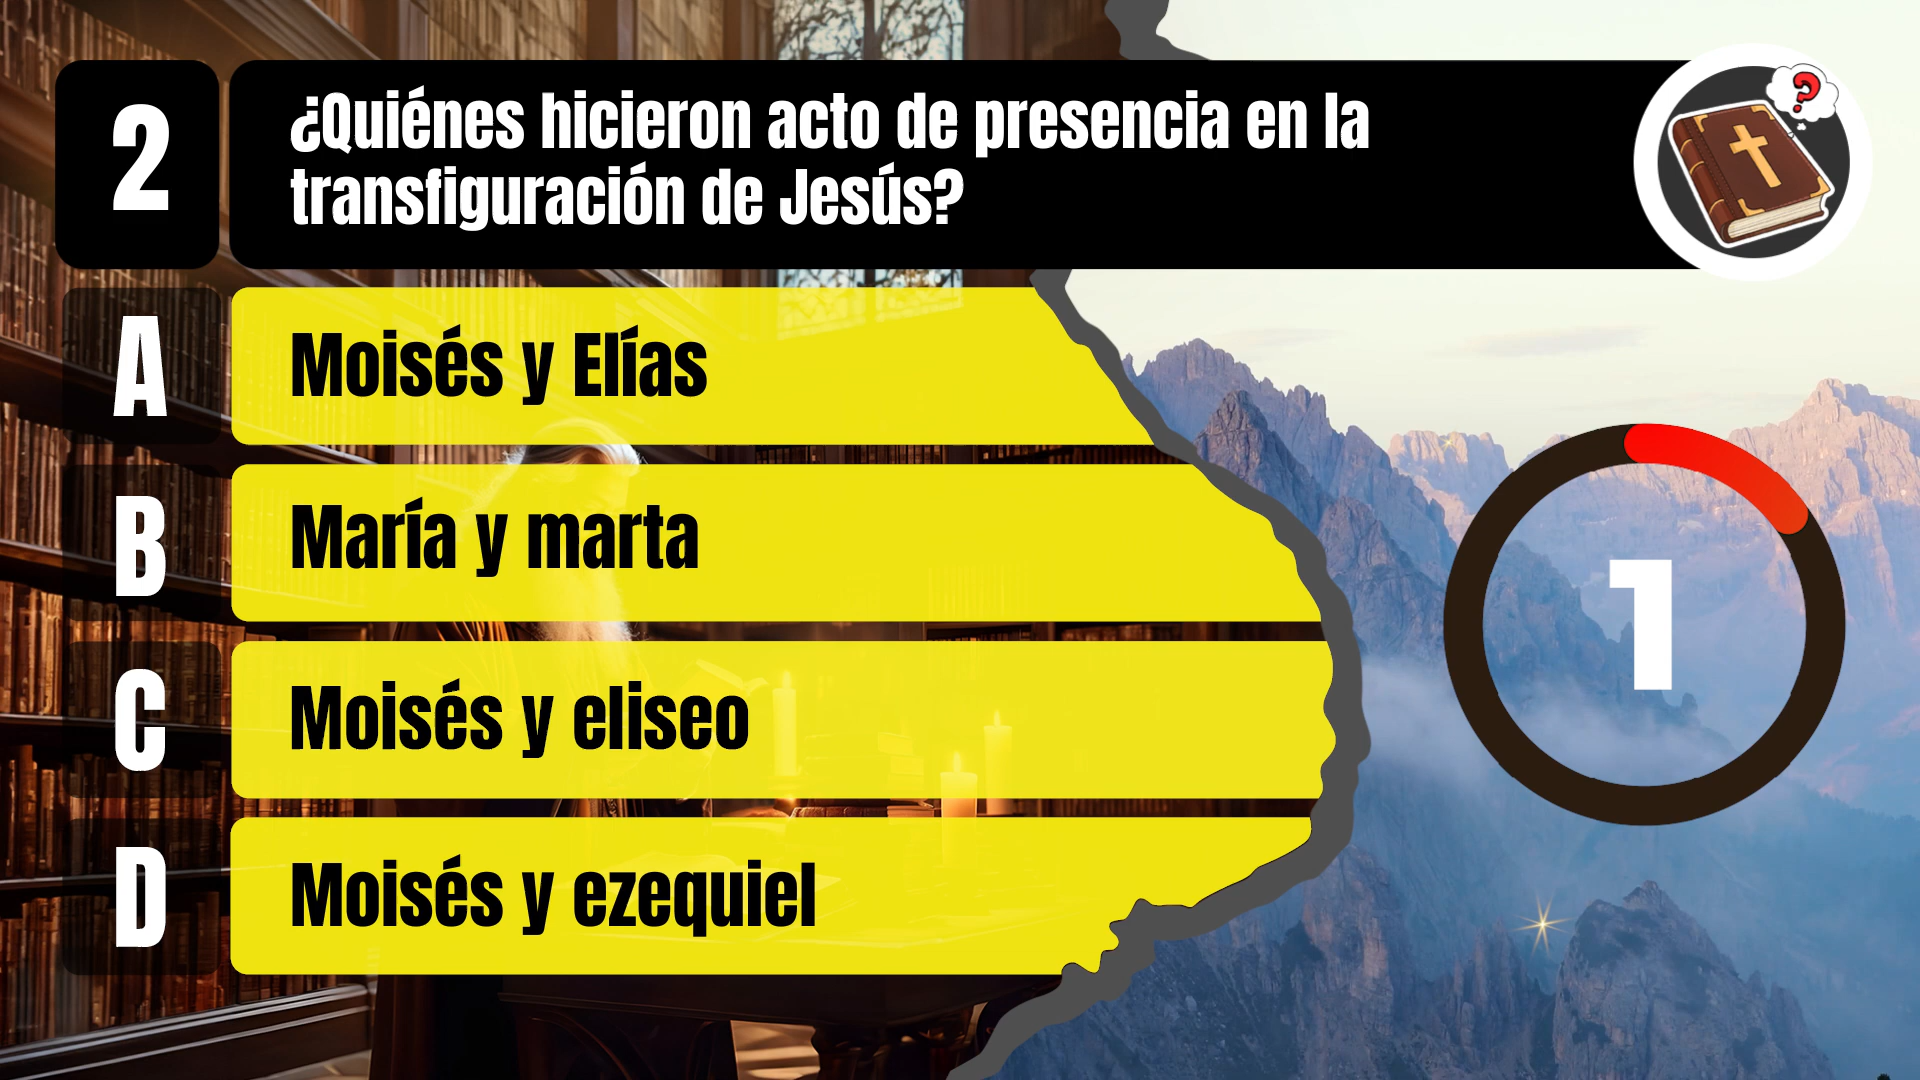 2
¿Quiénes hicieron acto de presencia en la
transfiguración de Jesús?
?
A
Moisés y Elías
B
María y marta
C
Moisés y eliseo
D
Moisés y ezequiel
1